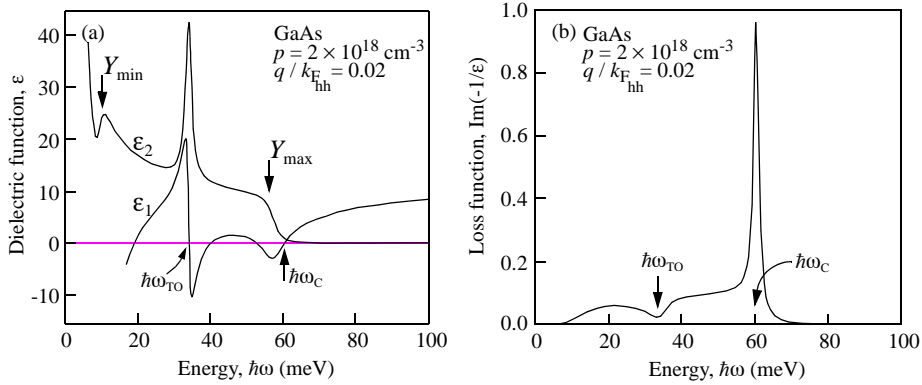 (a)
GaAs
p = 2 × 10^18 cm^-3
q / k_F_hh = 0.02
Y_min
Y_max
ε_2
ε_1
ħω_TO
ħω_C
Dielectric function, ε
40
30
20
10
0
-10
0 20 40 60 80 100
Energy, ħω (meV)
(b)
GaAs
p = 2 × 10^18 cm^-3
q / k_F_hh = 0.02
ħω_TO
ħω_C
Loss function, Im(-1/ε)
1.0
0.8
0.6
0.4
0.2
0.0
0 20 40 60 80 100
Energy, ħω (meV)